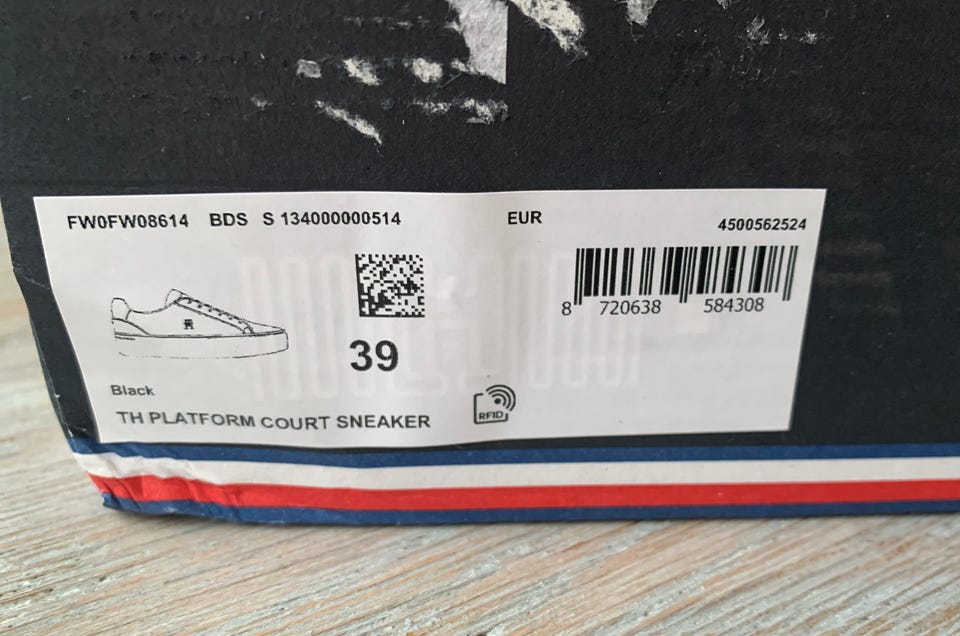 FW0FW08614 BDS S 134000000514 EUR 4500562524
8 720638 584308
39
Black
TH PLATFORM COURT SNEAKER
RFID